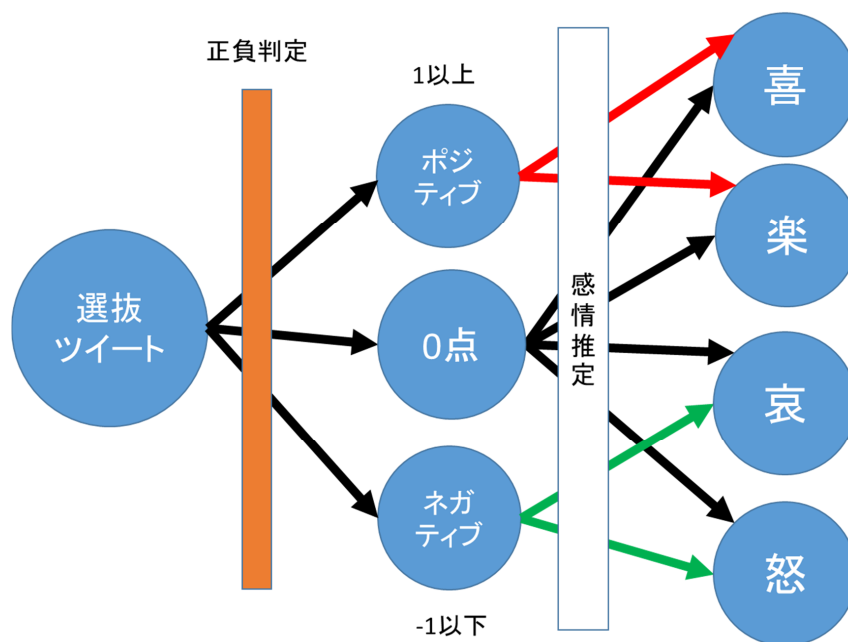 正負判定
選抜
ツイート
1以上
ポジ
ティブ
0点
ネガ
ティブ
-1以下
感情推定
喜
楽
哀
怒